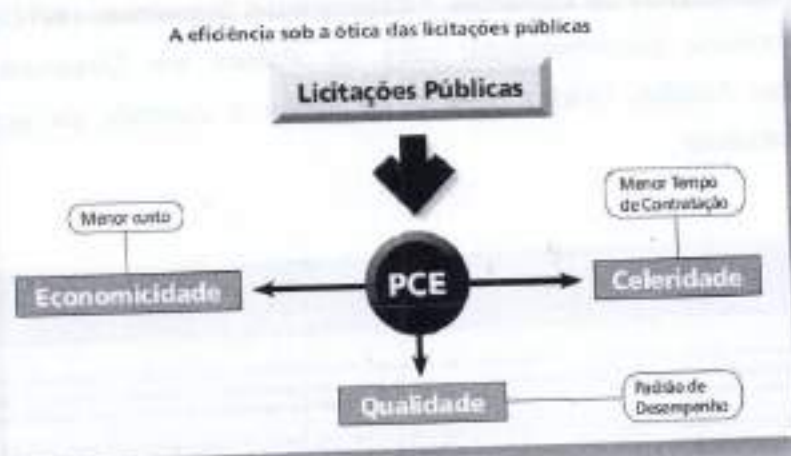 A eficiência sob a ótica das licitações públicas
Licitações Públicas
Menor custo
Menor Tempo
de Contratação
Economicidade
PCE
Celeridade
Qualidade
Padrão de
Desempenho